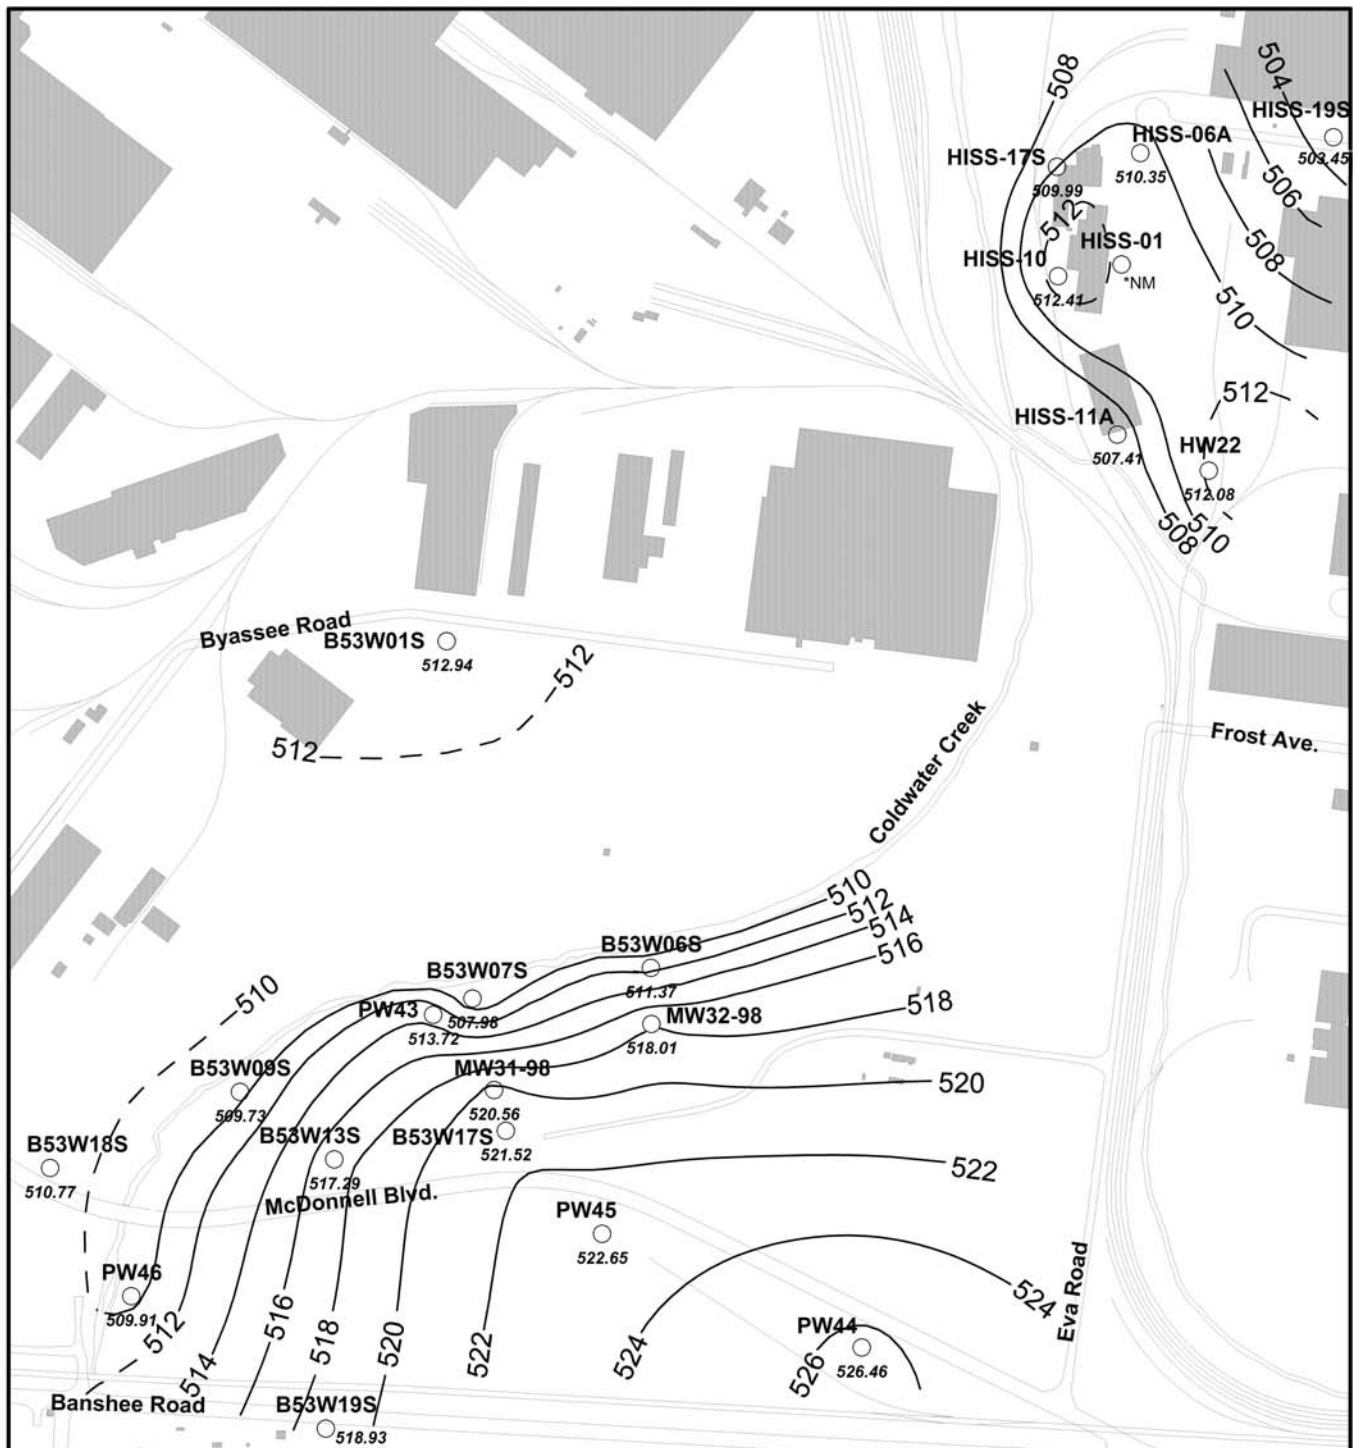 508
504
HISS-19S
503.45
HISS-06A
510.35
HISS-17S
509.99
506
512
HISS-01
*NM
HISS-10
512.41
508
510
512
HISS-11A
507.41
HW22
512.08
508
510
Byassee Road
B53W01S
512.94
512
512
Coldwater Creek
Frost Ave.
510
512
514
516
518
B53W06S
511.37
B53W07S
507.98
PW43
513.72
MW32-98
518.01
510
B53W09S
509.73
MW31-98
520.56
520
B53W13S
517.29
B53W17S
521.52
B53W18S
510.77
McDonnell Blvd.
522
PW45
522.65
PW46
509.91
512
514
516
518
520
522
524
524
Eva Road
PW44
526.46
526
Banshee Road
B53W19S
518.93